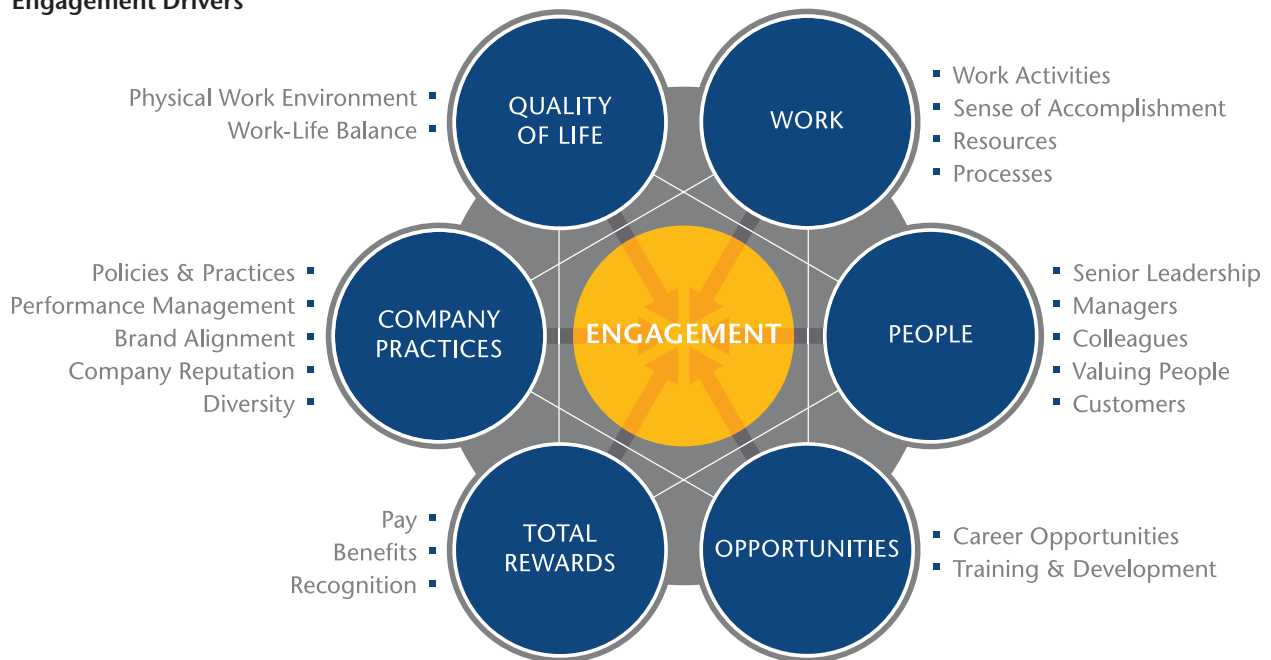 Engagement Drivers
Physical Work Environment
Work-Life Balance
QUALITY
OF LIFE
WORK
Work Activities
Sense of Accomplishment
Resources
Processes
Policies & Practices
Performance Management
Brand Alignment
Company Reputation
Diversity
COMPANY
PRACTICES
ENGAGEMENT
PEOPLE
Senior Leadership
Managers
Colleagues
Valuing People
Customers
Pay
Benefits
Recognition
TOTAL
REWARDS
OPPORTUNITIES
Career Opportunities
Training & Development